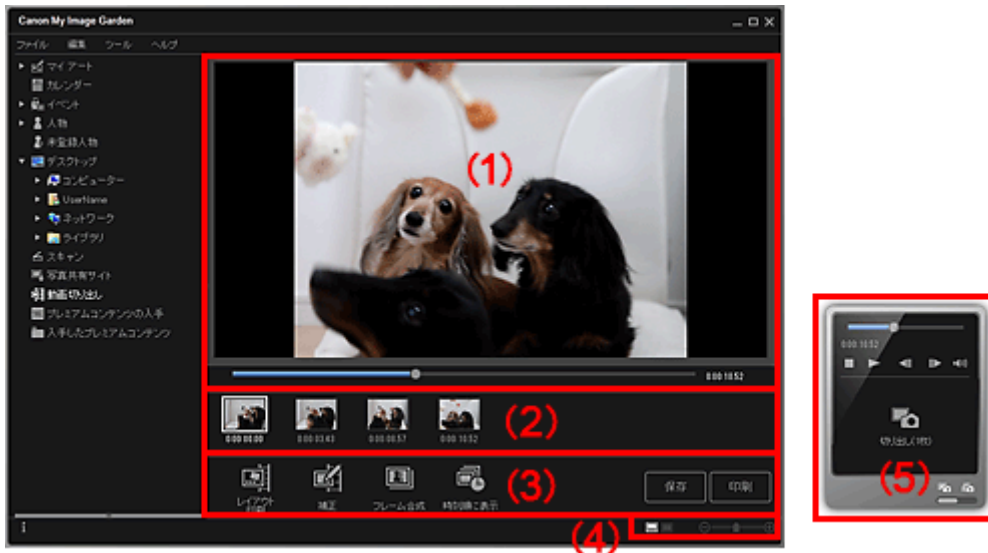 Canon My Image Garden
ファイル 編集 ツール ヘルプ
マイ アート
カレンダー
イベント
人物
未登録人物
デスクトップ
コンピューター
UserName
ネットワーク
ライブラリ
スキャン
写真共有サイト
動画切り出し
プレミアムコンテンツの入手
入手したプレミアムコンテンツ
(1)
0:00:10.52
0:00:00.00 0:00:03.43 0:00:08.57 0:00:10.52
(2)
レイアウト印刷 補正 フレーム合成 時刻順に表示
(3)
保存 印刷
(4)
0:00:10.52
切り出し(1枚)
(5)